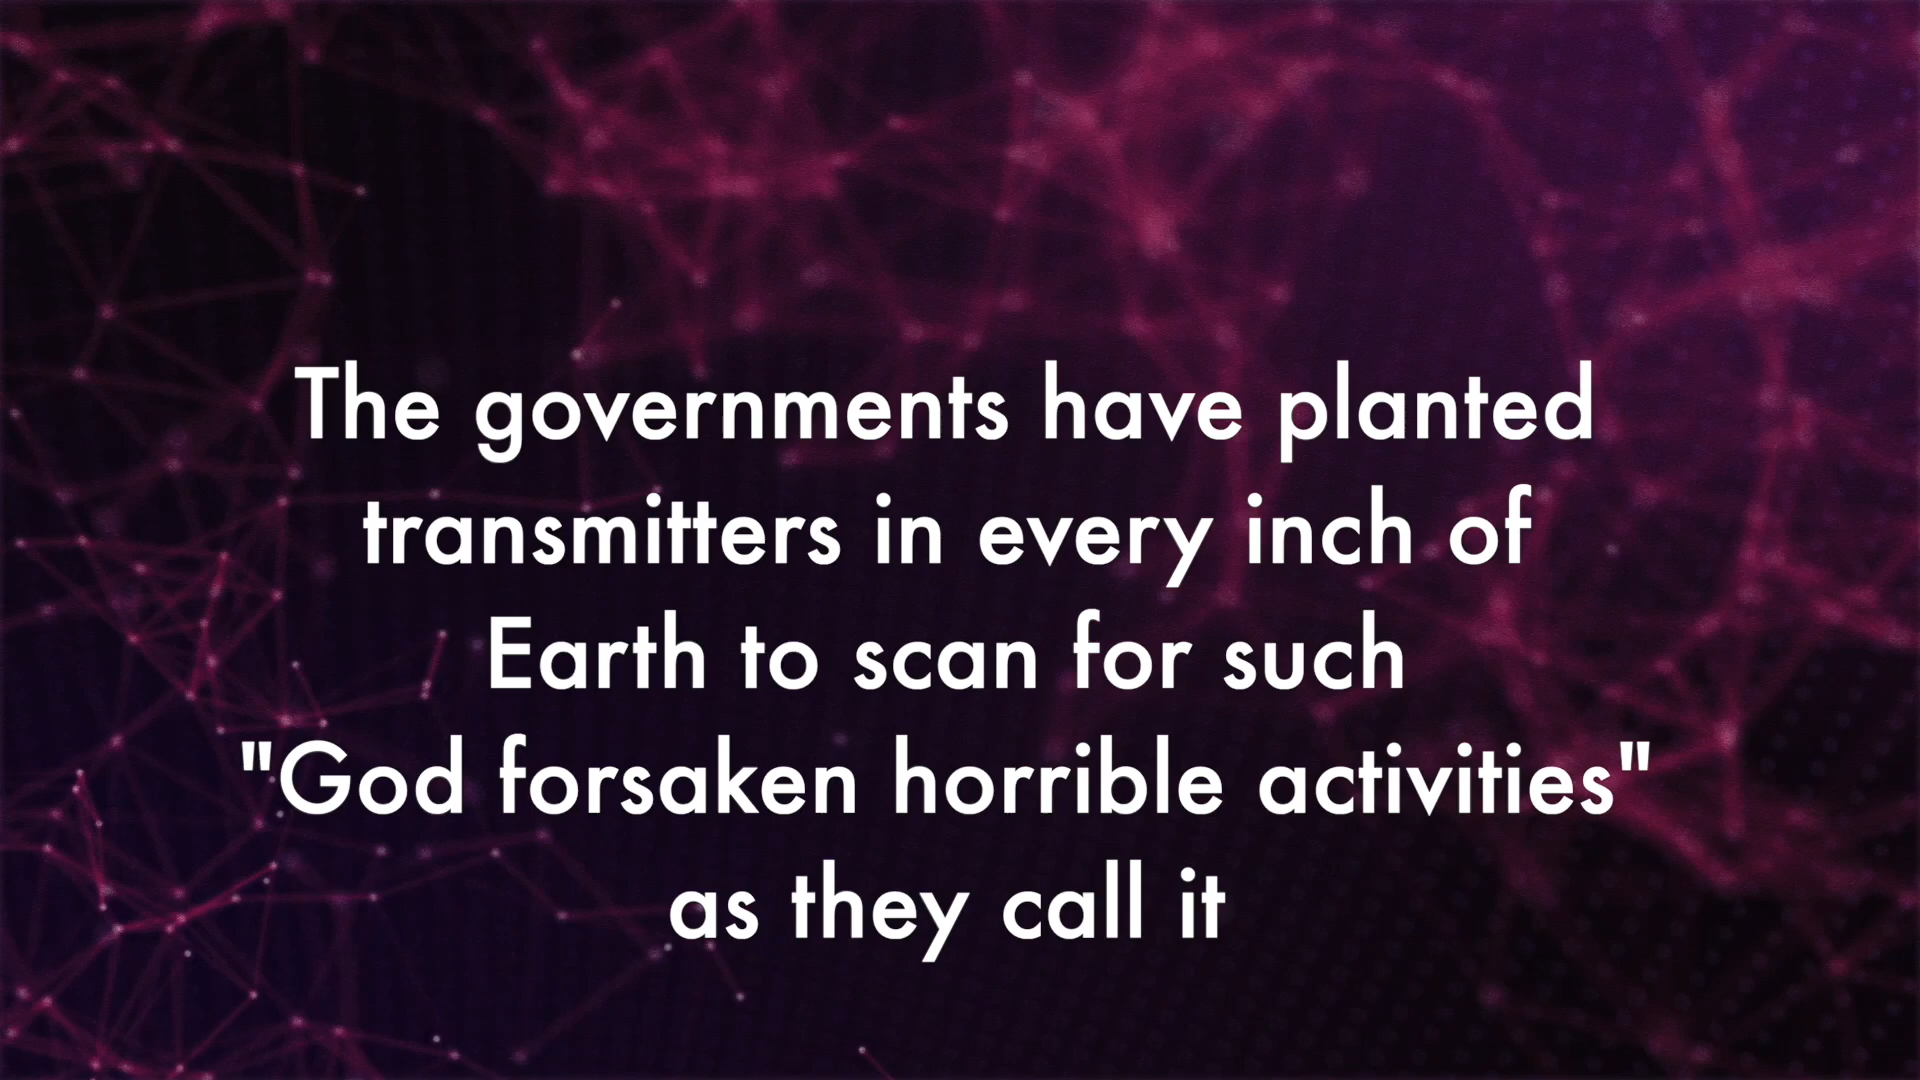 The governments have planted
transmitters in every inch of
Earth to scan for such
"God forsaken horrible activities"
as they call it